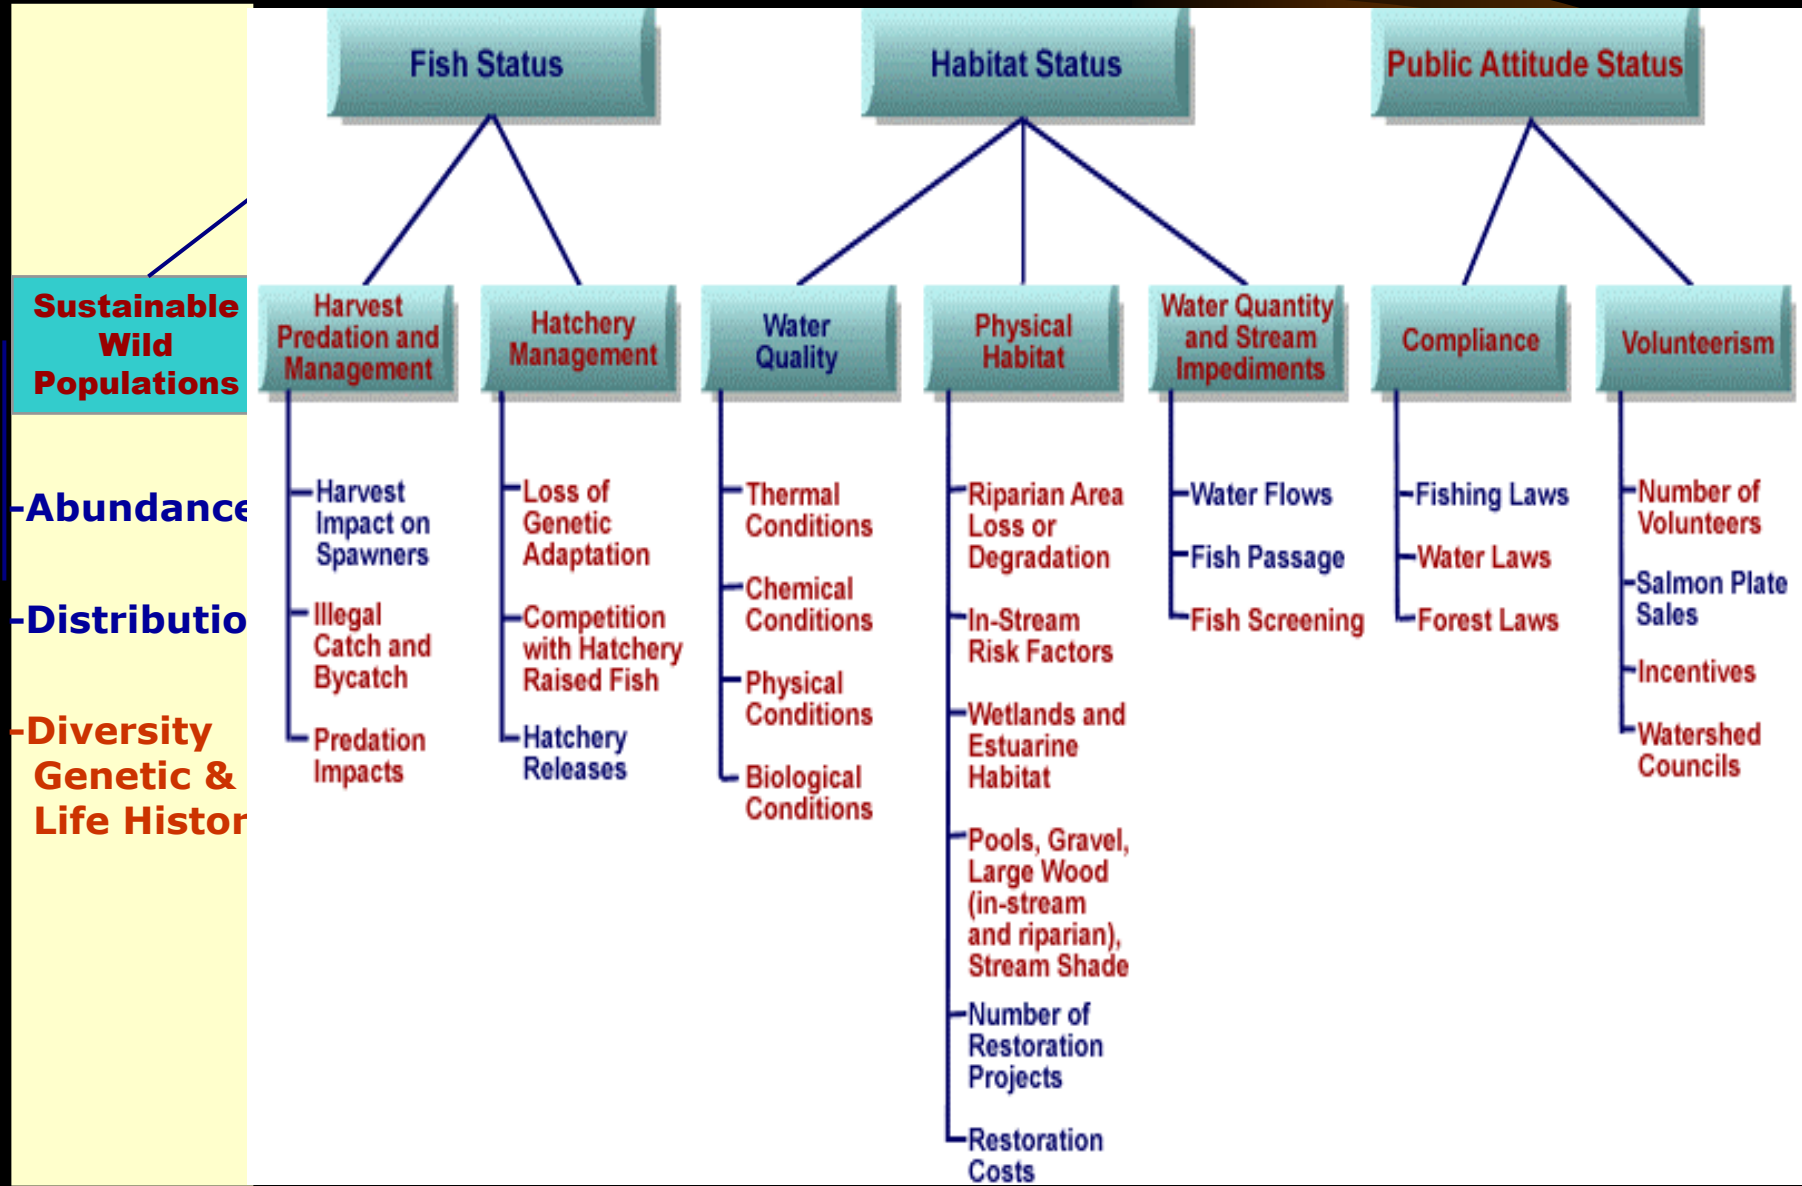 Fish Status
Habitat Status
Public Attitude Status
Sustainable
Wild
Populations
-Abundance
-Distributio
-Diversity
Genetic &
Life Histor
Harvest
Predation and
Management
Harvest
Impact on
Spawners
Illegal
Catch and
Bycatch
Predation
Impacts
Hatchery
Management
Loss of
Genetic
Adaptation
Competition
with Hatchery
Raised Fish
Hatchery
Releases
Water
Quality
Thermal
Conditions
Chemical
Conditions
Physical
Conditions
Biological
Conditions
Physical
Habitat
Riparian Area
Loss or
Degradation
In-Stream
Risk Factors
Wetlands and
Estuarine
Habitat
Pools, Gravel,
Large Wood
(in-stream
and riparian),
Stream Shade
Number of
Restoration
Projects
Restoration
Costs
Water Quantity
and Stream
Impediments
Water Flows
Fish Passage
Fish Screening
Compliance
Fishing Laws
Water Laws
Forest Laws
Volunteerism
Number of
Volunteers
Salmon Plate
Sales
Incentives
Watershed
Councils